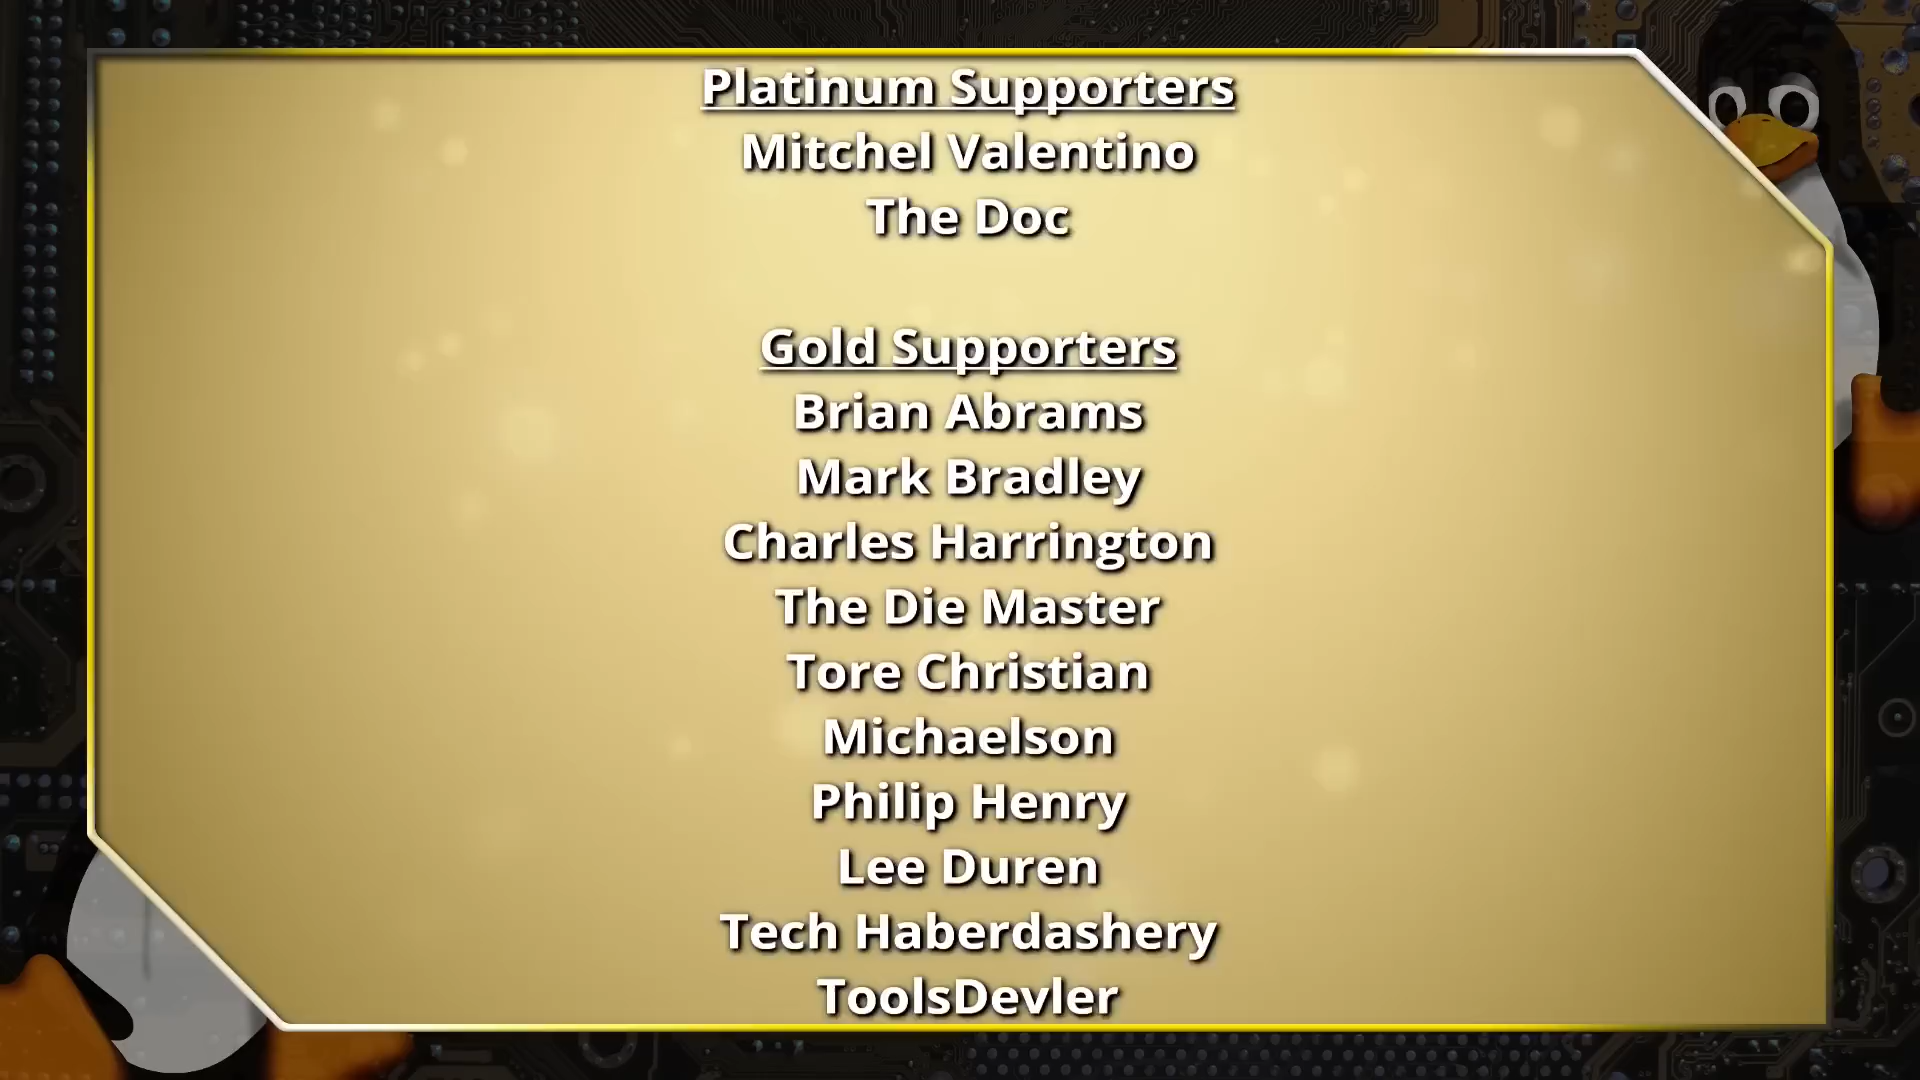 Platinum Supporters
Mitchel Valentino
The Doc
Gold Supporters
Brian Abrams
Mark Bradley
Charles Harrington
The Die Master
Tore Christian
Michaelson
Philip Henry
Lee Duren
Tech Haberdashery
ToolsDevler